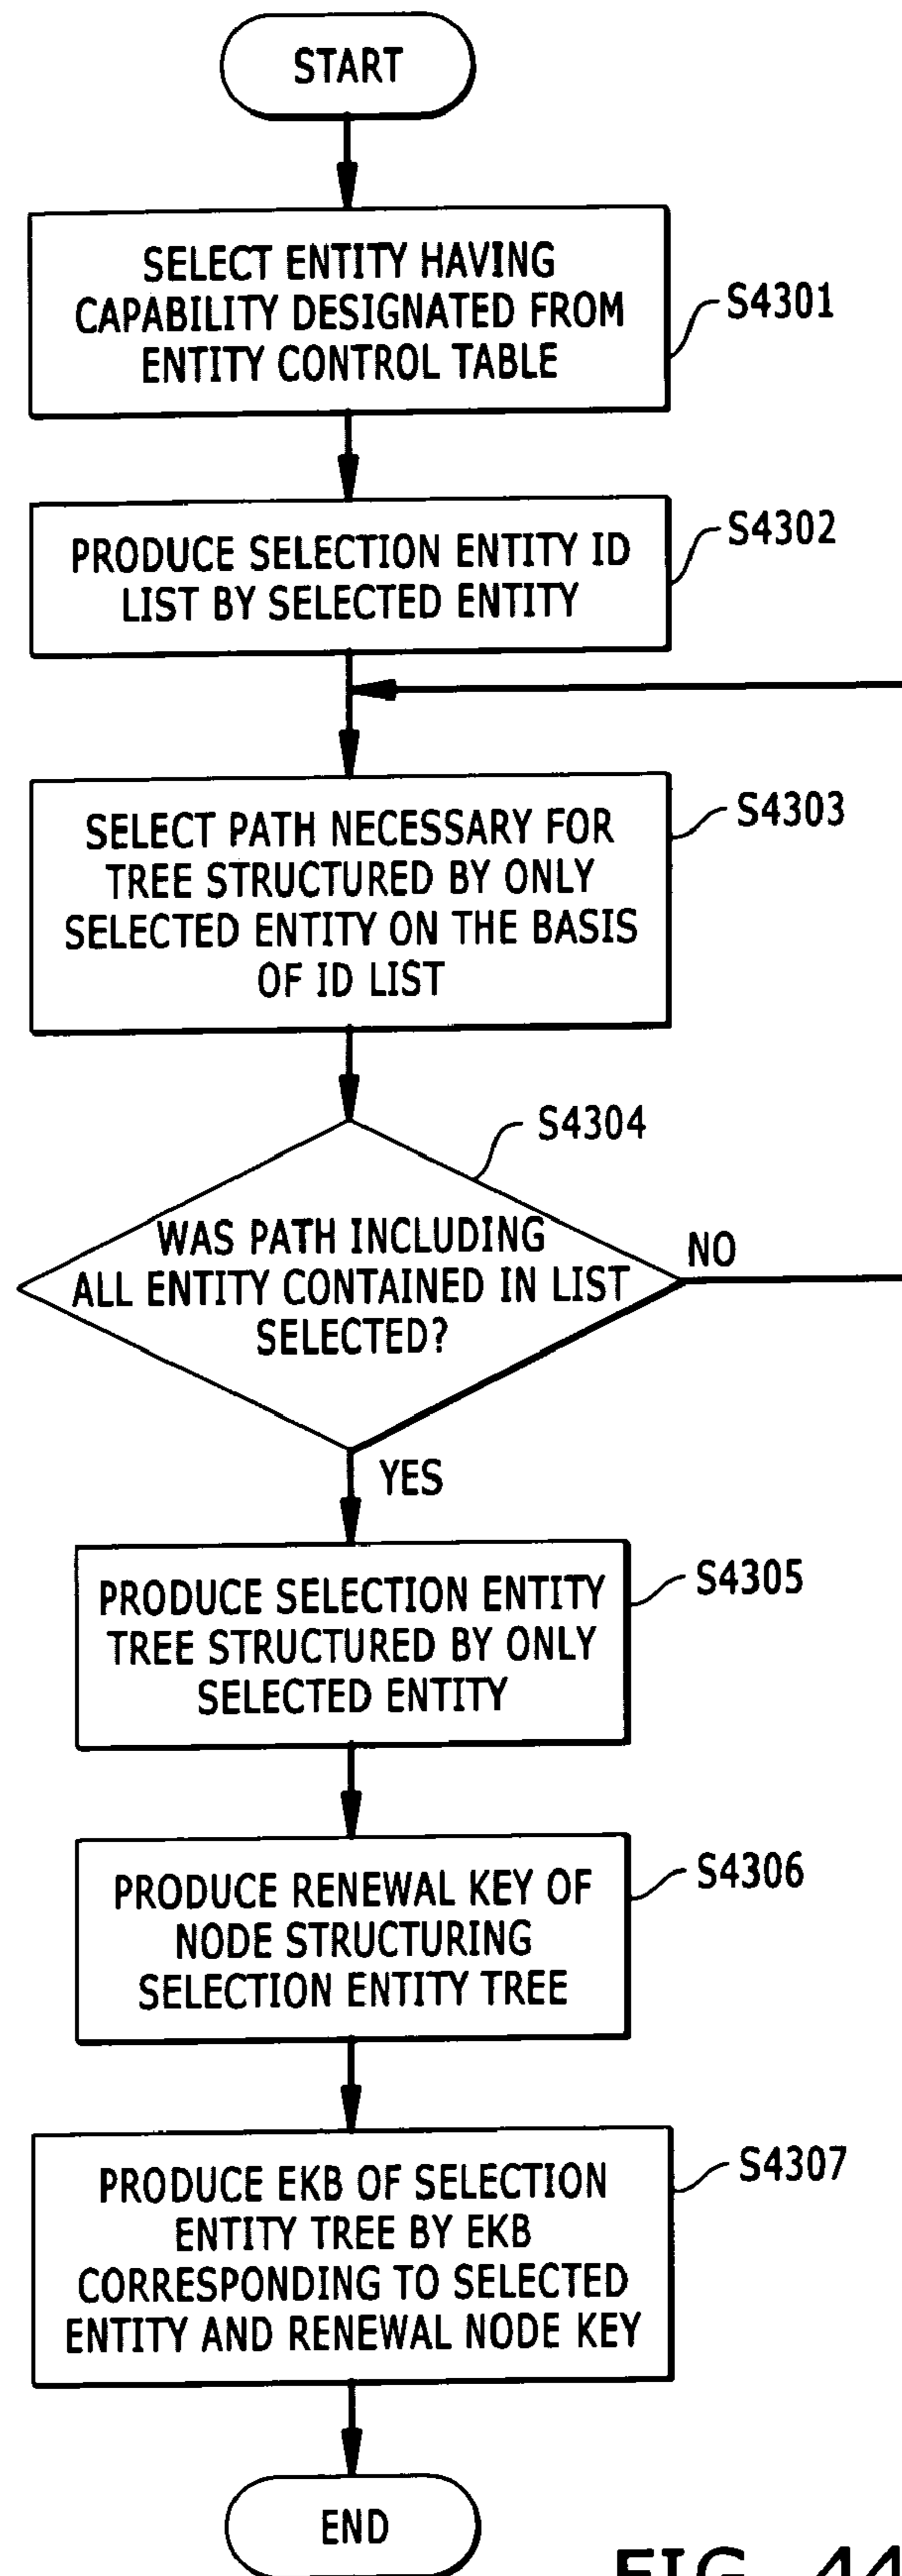 START
SELECT ENTITY HAVING
CAPABILITY DESIGNATED FROM
ENTITY CONTROL TABLE
S4301
PRODUCE SELECTION ENTITY ID
LIST BY SELECTED ENTITY
S4302
SELECT PATH NECESSARY FOR
TREE STRUCTURED BY ONLY
SELECTED ENTITY ON THE BASIS
OF ID LIST
S4303
S4304
WAS PATH INCLUDING
ALL ENTITY CONTAINED IN LIST
SELECTED?
NO
YES
PRODUCE SELECTION ENTITY
TREE STRUCTURED BY ONLY
SELECTED ENTITY
S4305
PRODUCE RENEWAL KEY OF
NODE STRUCTURING
SELECTION ENTITY TREE
S4306
PRODUCE EKB OF SELECTION
ENTITY TREE BY EKB
CORRESPONDING TO SELECTED
ENTITY AND RENEWAL NODE KEY
S4307
END
FIG. 44